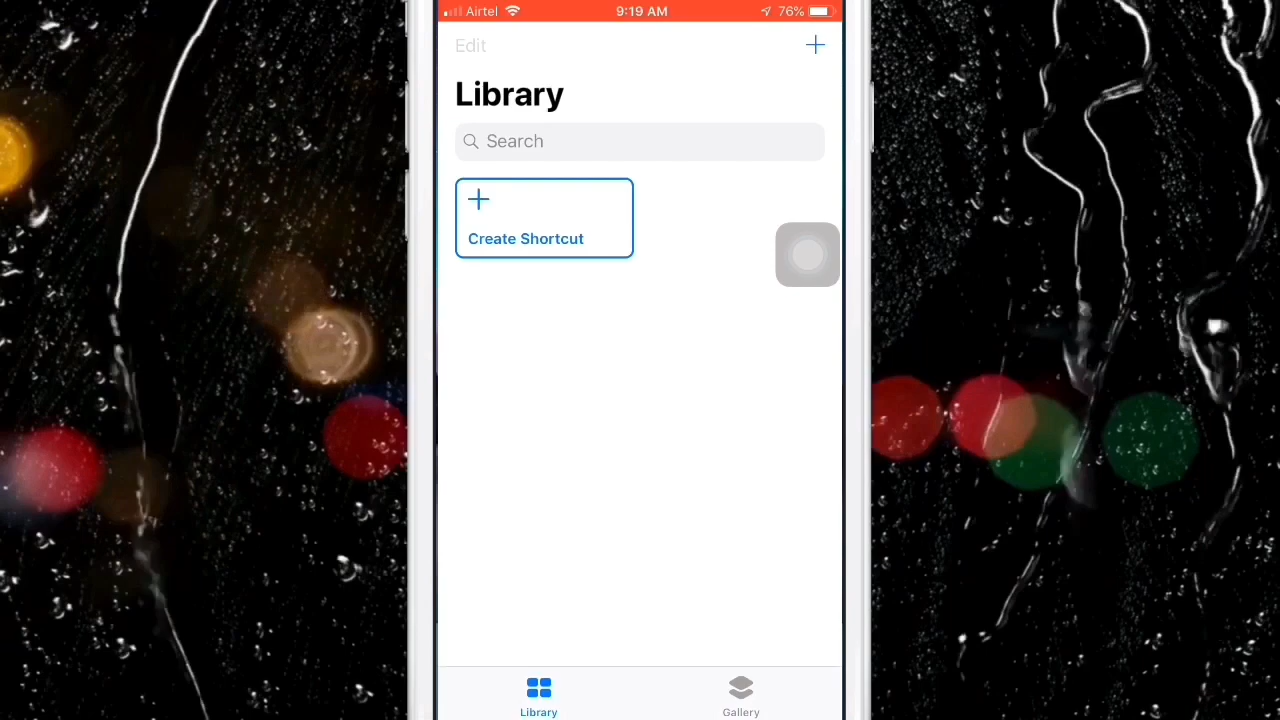 Airtel 9:19 AM 76%
Edit
Library
Search
Create Shortcut
Library Gallery